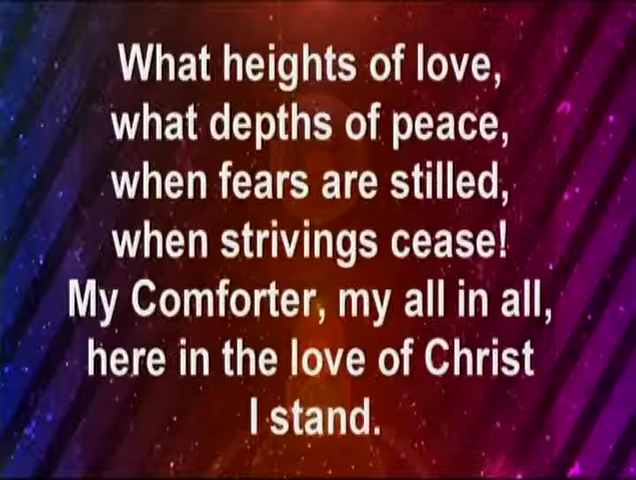 What heights of love,
what depths of peace,
when fears are stilled,
when strivings cease!
My Comforter, my all in all,
here in the love of Christ
I stand.